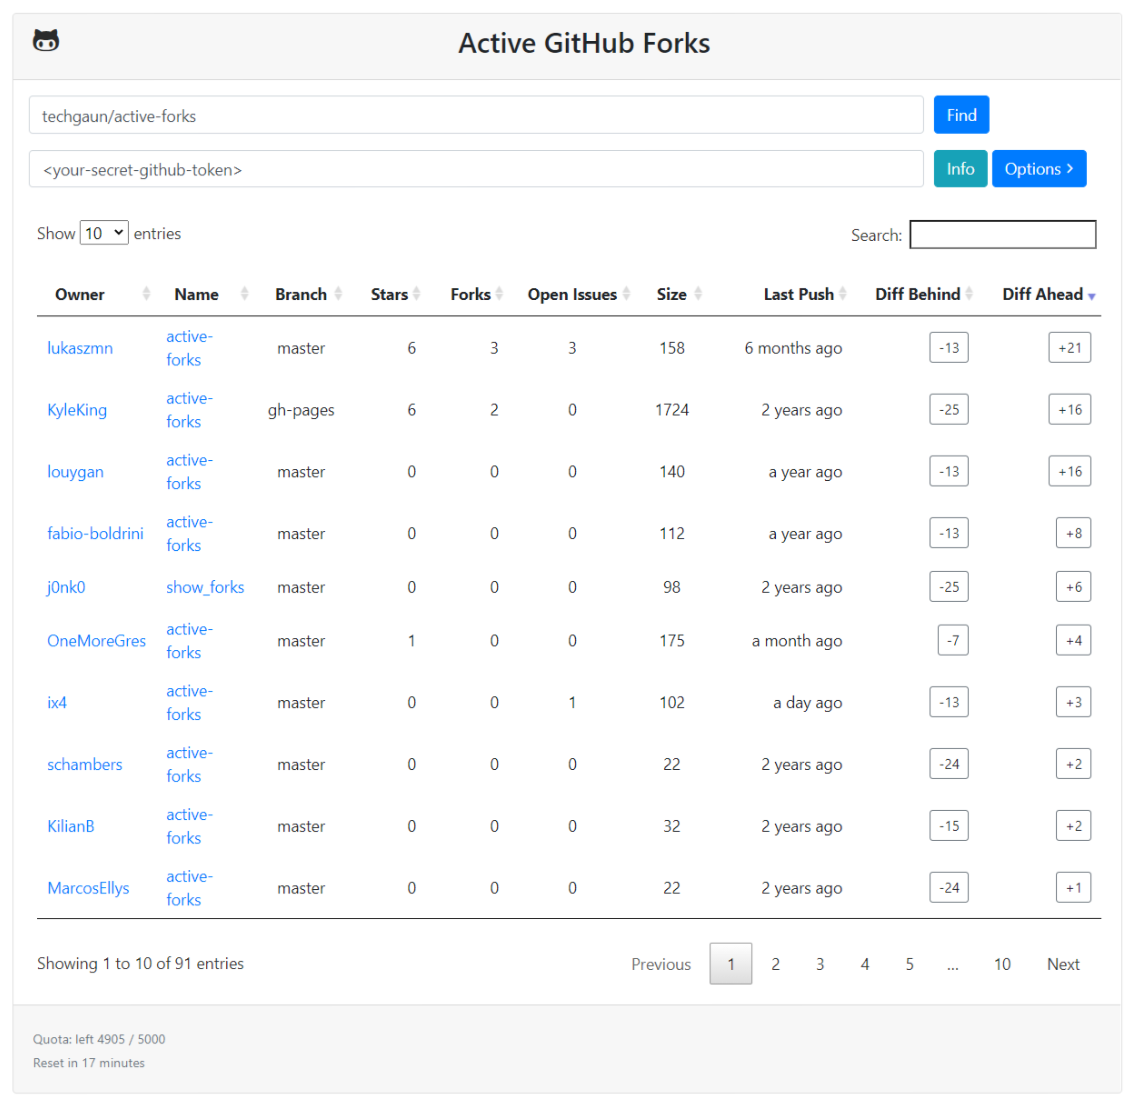 Active GitHub Forks
techgaun/active-forks
Find
<your-secret-github-token>
Info
Options >
Show 10 entries
Search:
Owner Name Branch Stars Forks Open Issues Size Last Push Diff Behind Diff Ahead
lukaszmn active-forks master 6 3 3 158 6 months ago -13 +21
KyleKing active-forks gh-pages 6 2 0 1724 2 years ago -25 +16
louygan active-forks master 0 0 0 140 a year ago -13 +16
fabio-boldrini active-forks master 0 0 0 112 a year ago -13 +8
j0nk0 show_forks master 0 0 0 98 2 years ago -25 +6
OneMoreGres active-forks master 1 0 0 175 a month ago -7 +4
ix4 active-forks master 0 0 1 102 a day ago -13 +3
schambers active-forks master 0 0 0 22 2 years ago -24 +2
KilianB active-forks master 0 0 0 32 2 years ago -15 +2
MarcosEllys active-forks master 0 0 0 22 2 years ago -24 +1
Showing 1 to 10 of 91 entries
Previous 1 2 3 4 5 ... 10 Next
Quota: left 4905 / 5000
Reset in 17 minutes